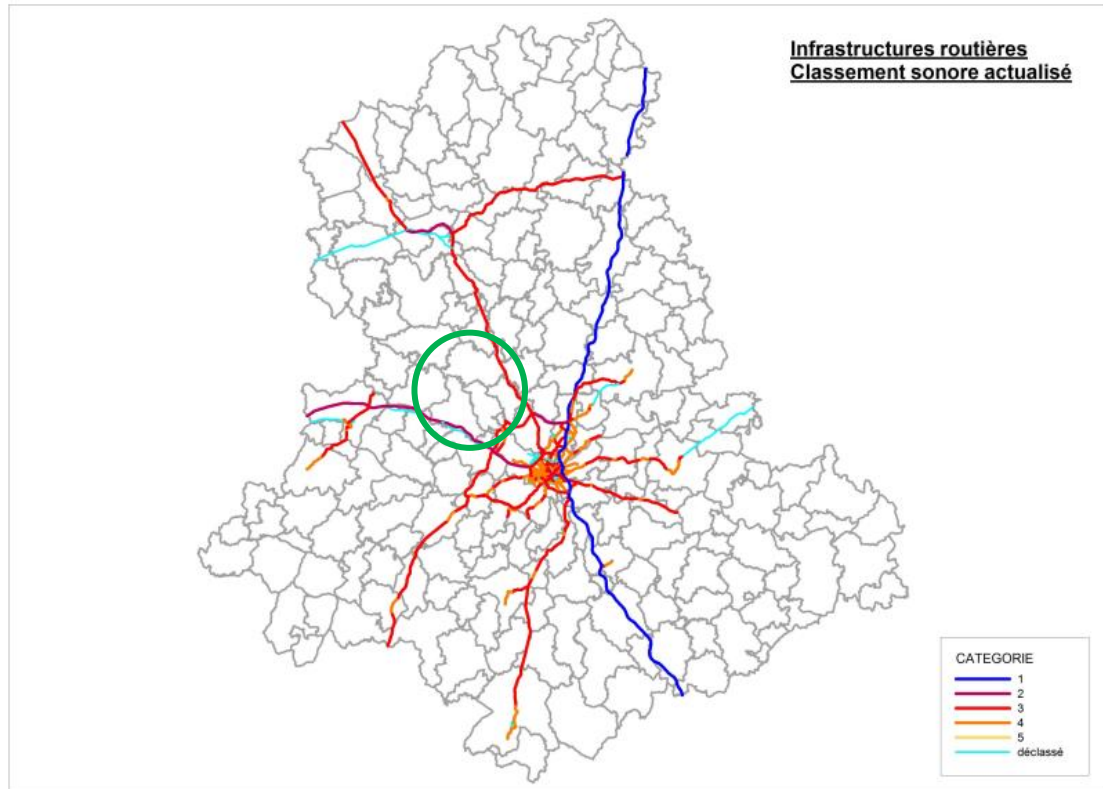 Infrastructures routières
Classement sonore actualisé
CATEGORIE
1
2
3
4
5
déclassé